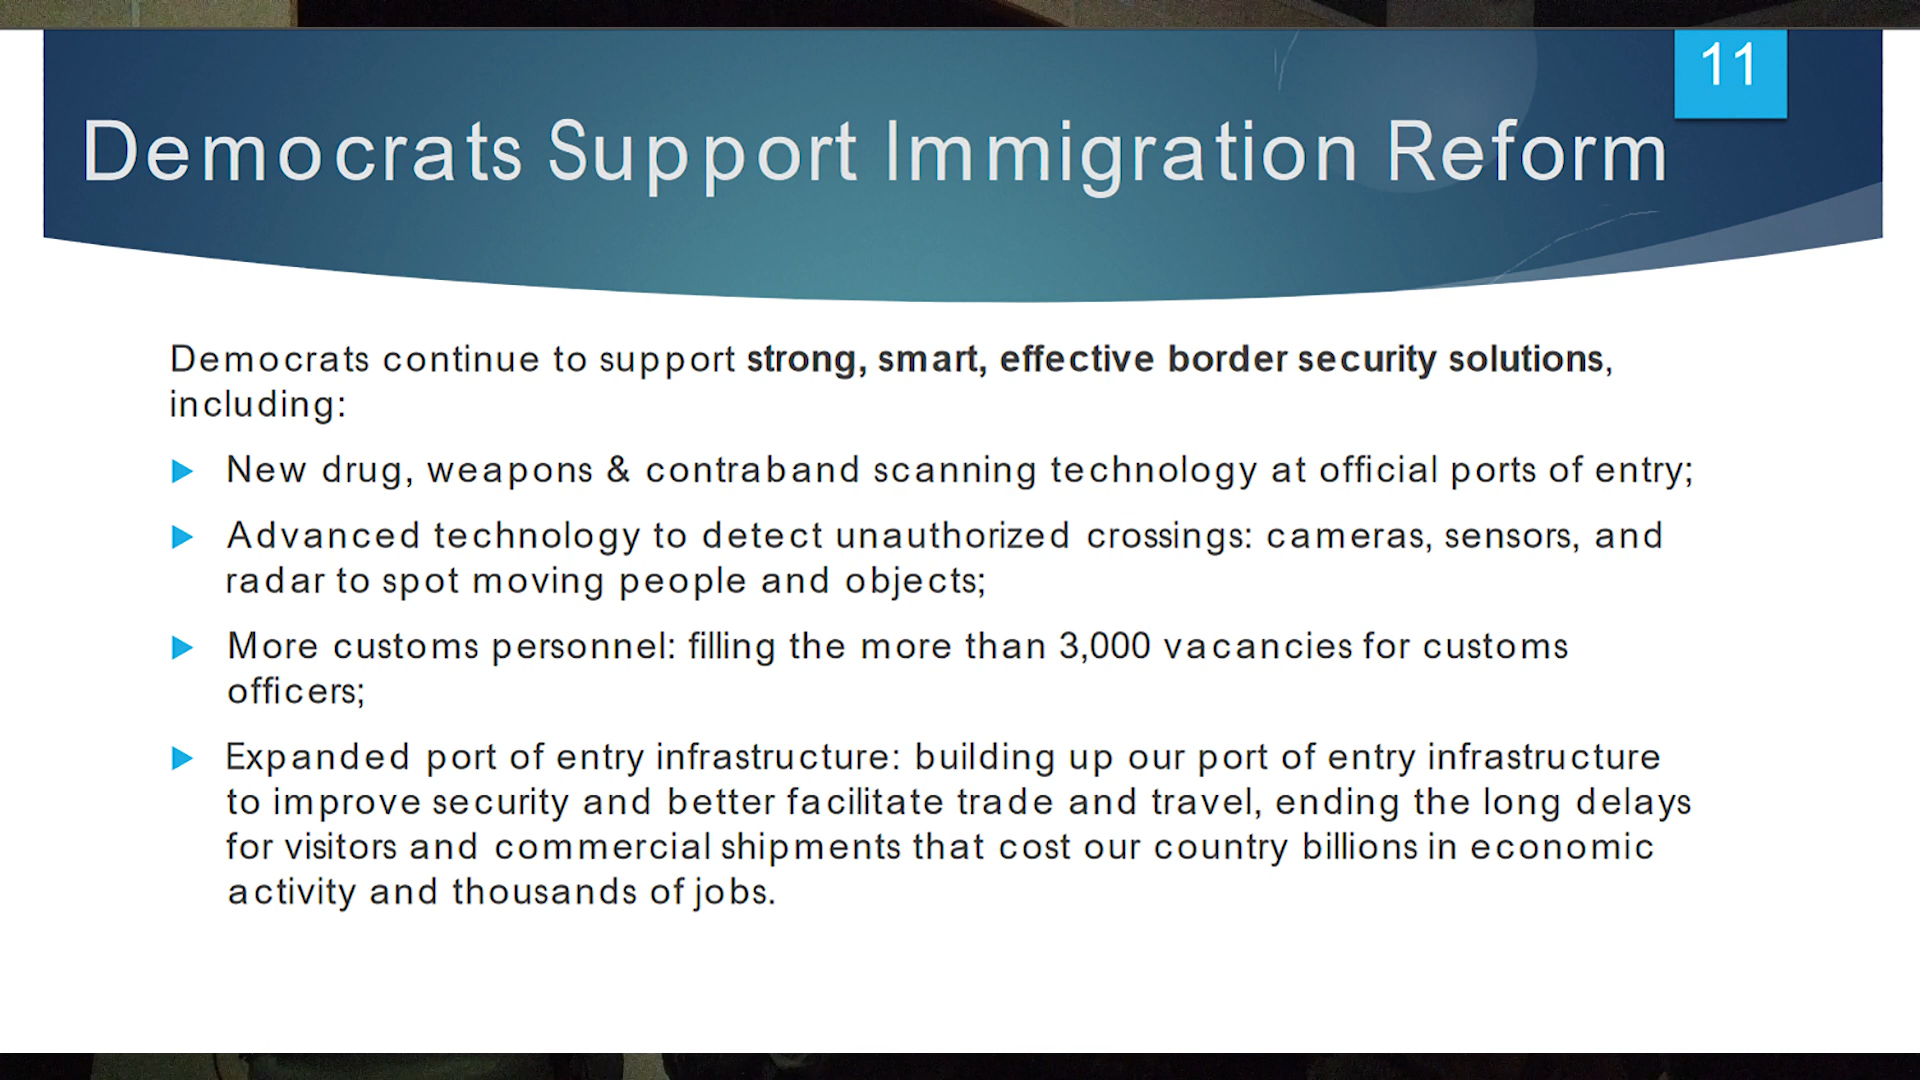 11
Democrats Support Immigration Reform
Democrats continue to support strong, smart, effective border security solutions,
including:
New drug, weapons & contraband scanning technology at official ports of entry;
Advanced technology to detect unauthorized crossings: cameras, sensors, and
radar to spot moving people and objects;
More customs personnel: filling the more than 3,000 vacancies for customs
officers;
Expanded port of entry infrastructure: building up our port of entry infrastructure
to improve security and better facilitate trade and travel, ending the long delays
for visitors and commercial shipments that cost our country billions in economic
activity and thousands of jobs.